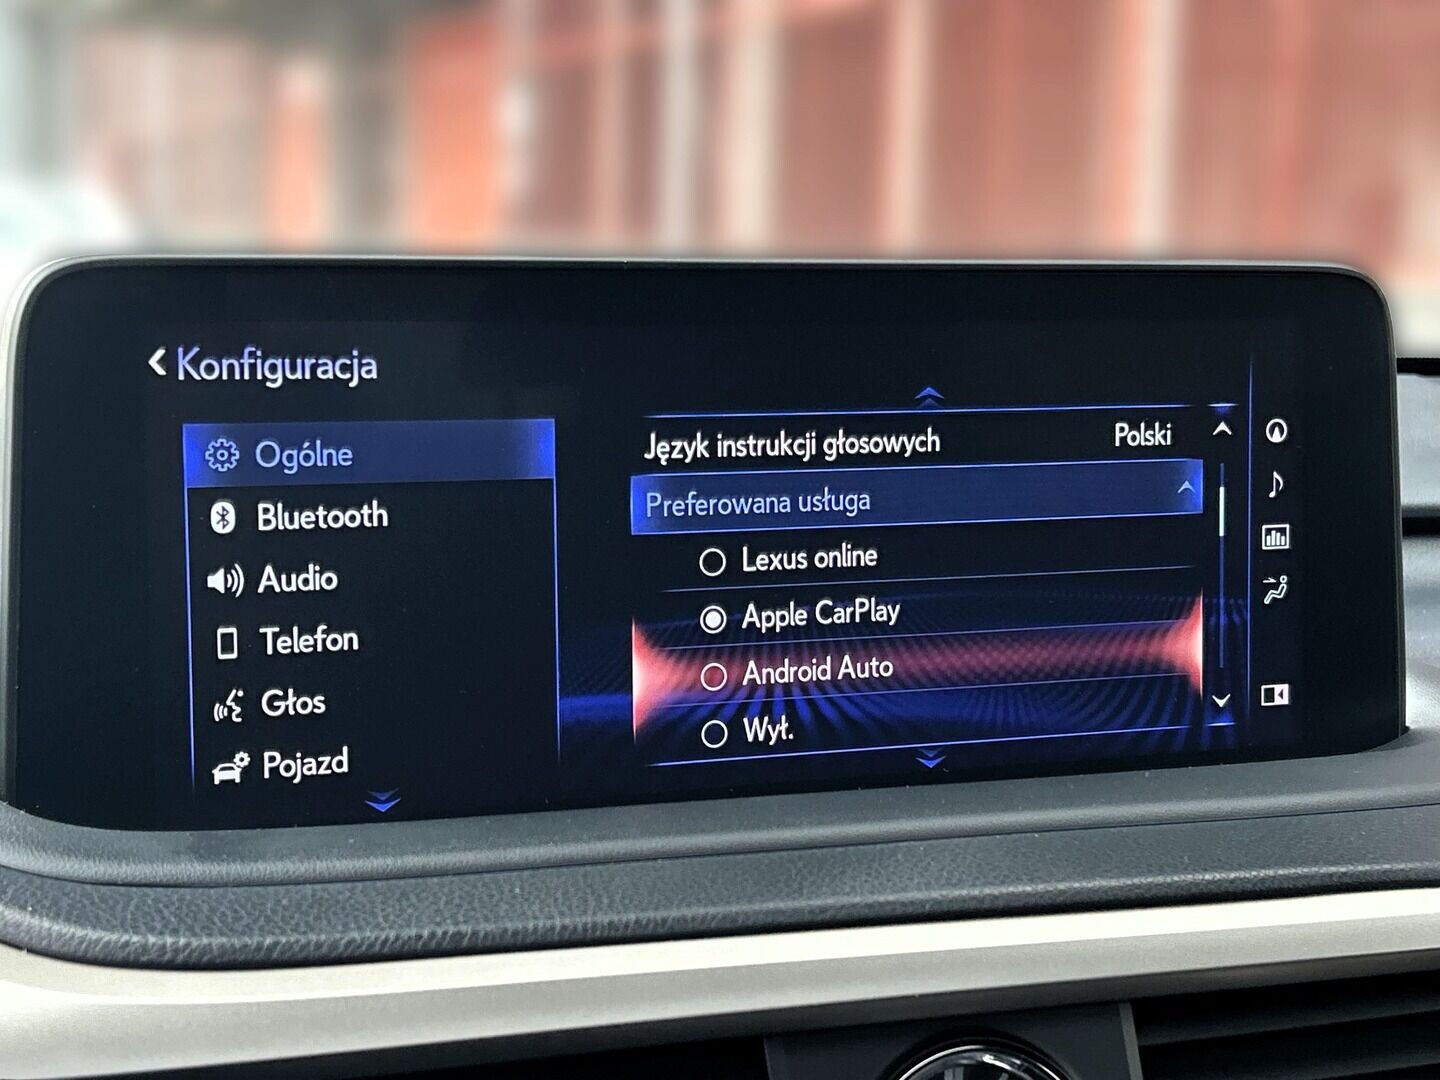 Konfiguracja
Ogólne
Bluetooth
Audio
Telefon
Głos
Pojazd
Język instrukcji głosowych Polski
Preferowana usługa
Lexus online
Apple CarPlay
Android Auto
Wył.